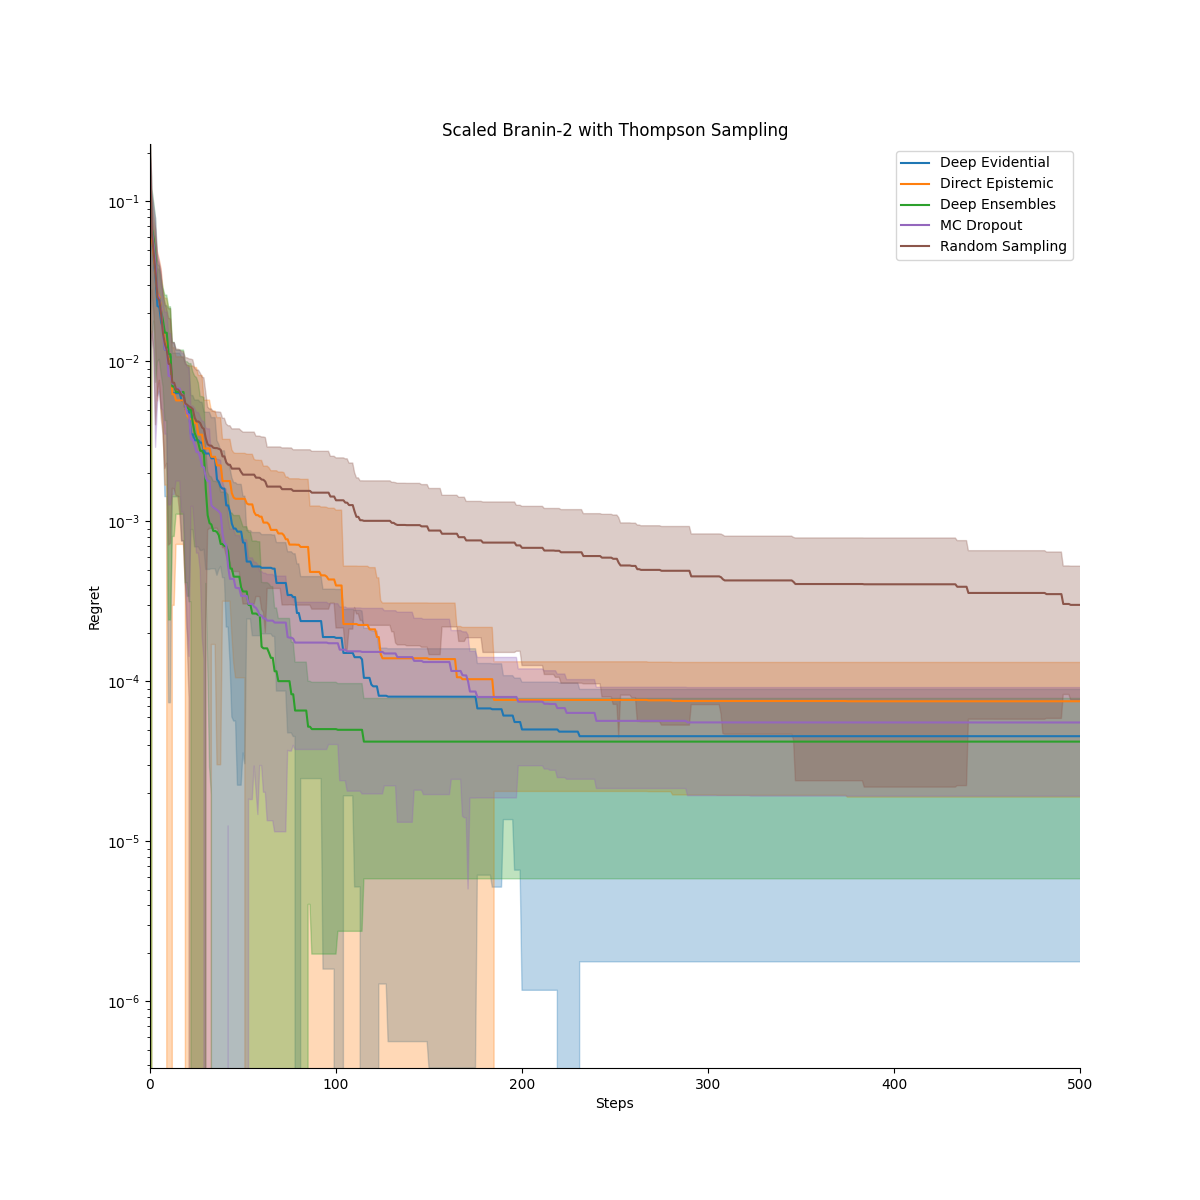 Scaled Branin-2 with Thompson Sampling
Deep Evidential
Direct Epistemic
Deep Ensembles
MC Dropout
Random Sampling
Regret
10⁻¹
10⁻²
10⁻³
10⁻⁴
10⁻⁵
10⁻⁶
0 100 200 300 400 500
Steps